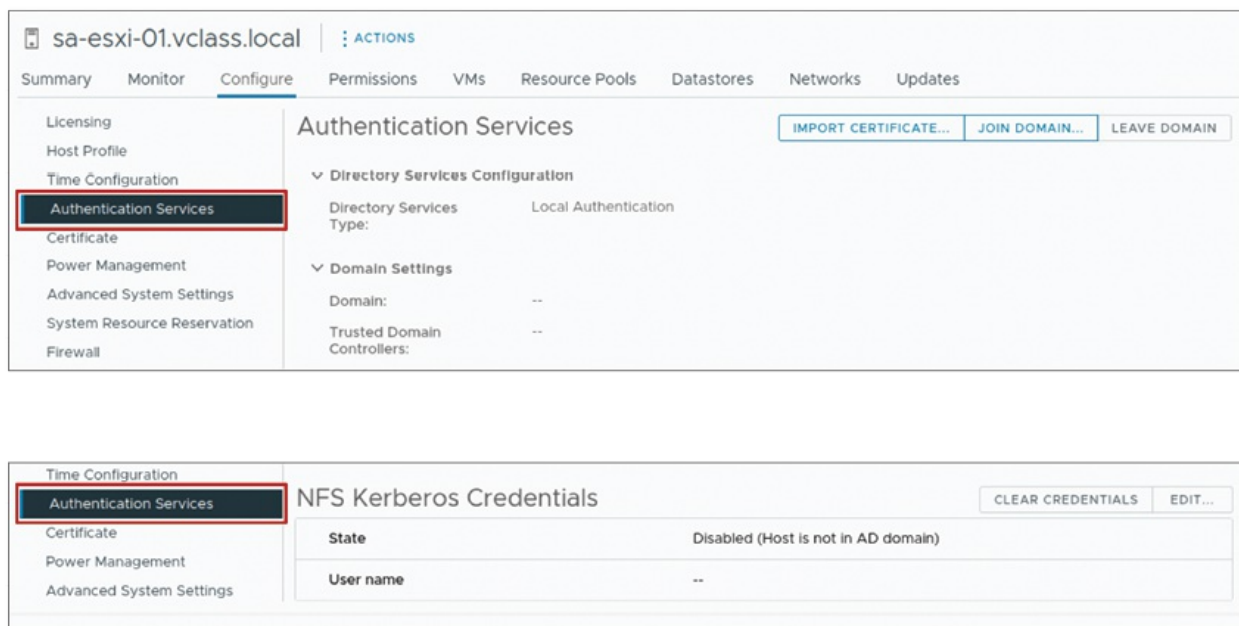 sa-esxi-01.vclass.local ACTIONS
Summary Monitor Configure Permissions VMs Resource Pools Datastores Networks Updates
Licensing
Host Profile
Time Configuration
Authentication Services
Certificate
Power Management
Advanced System Settings
System Resource Reservation
Firewall
Authentication Services
IMPORT CERTIFICATE... JOIN DOMAIN... LEAVE DOMAIN
Directory Services Configuration
Directory Services Local Authentication
Type:
Domain Settings
Domain: --
Trusted Domain --
Controllers:
Time Configuration
Authentication Services
Certificate
Power Management
Advanced System Settings
NFS Kerberos Credentials
CLEAR CREDENTIALS EDIT...
State Disabled (Host is not in AD domain)
User name --